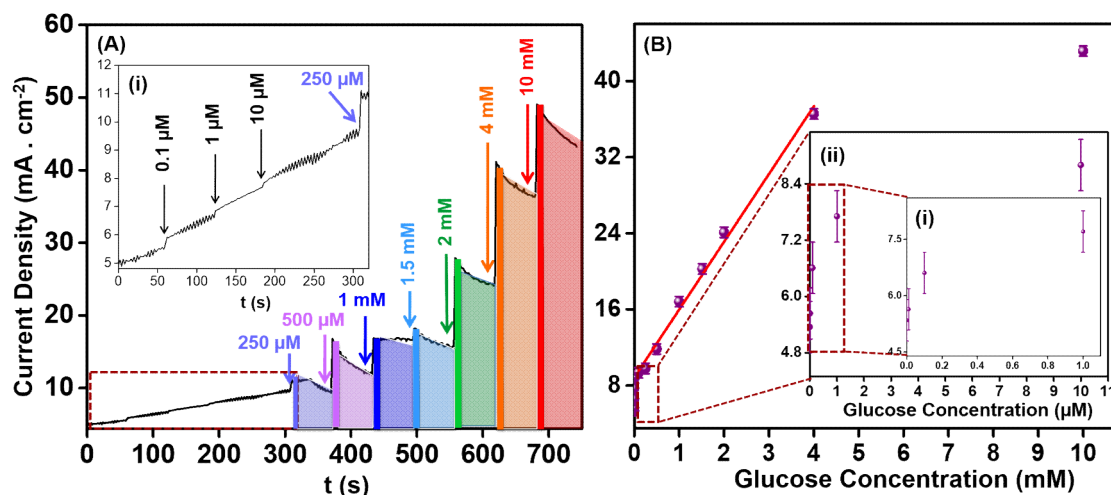 (A)
Current Density (mA . cm-2)
60
50
40
30
20
10
0 100 200 300 400 500 600 700
t (s)
250 µM
500 µM
1 mM
1.5 mM
2 mM
4 mM
10 mM
(i)
12
11
10
9
8
7
6
5
0 50 100 150 200 250 300
t (s)
0.1 µM
1 µM
10 µM
250 µM
(B)
40
32
24
16
8
0 1 2 3 4 5 6 7 8 9 10
Glucose Concentration (mM)
(ii)
8.4
7.2
6.0
4.8
0 1 2 3 4 5 6 7 8 9 10 11
Glucose Concentration (µM)
(i)
7.5
6.0
4.5
0.0 0.2 0.4 0.6 0.8 1.0